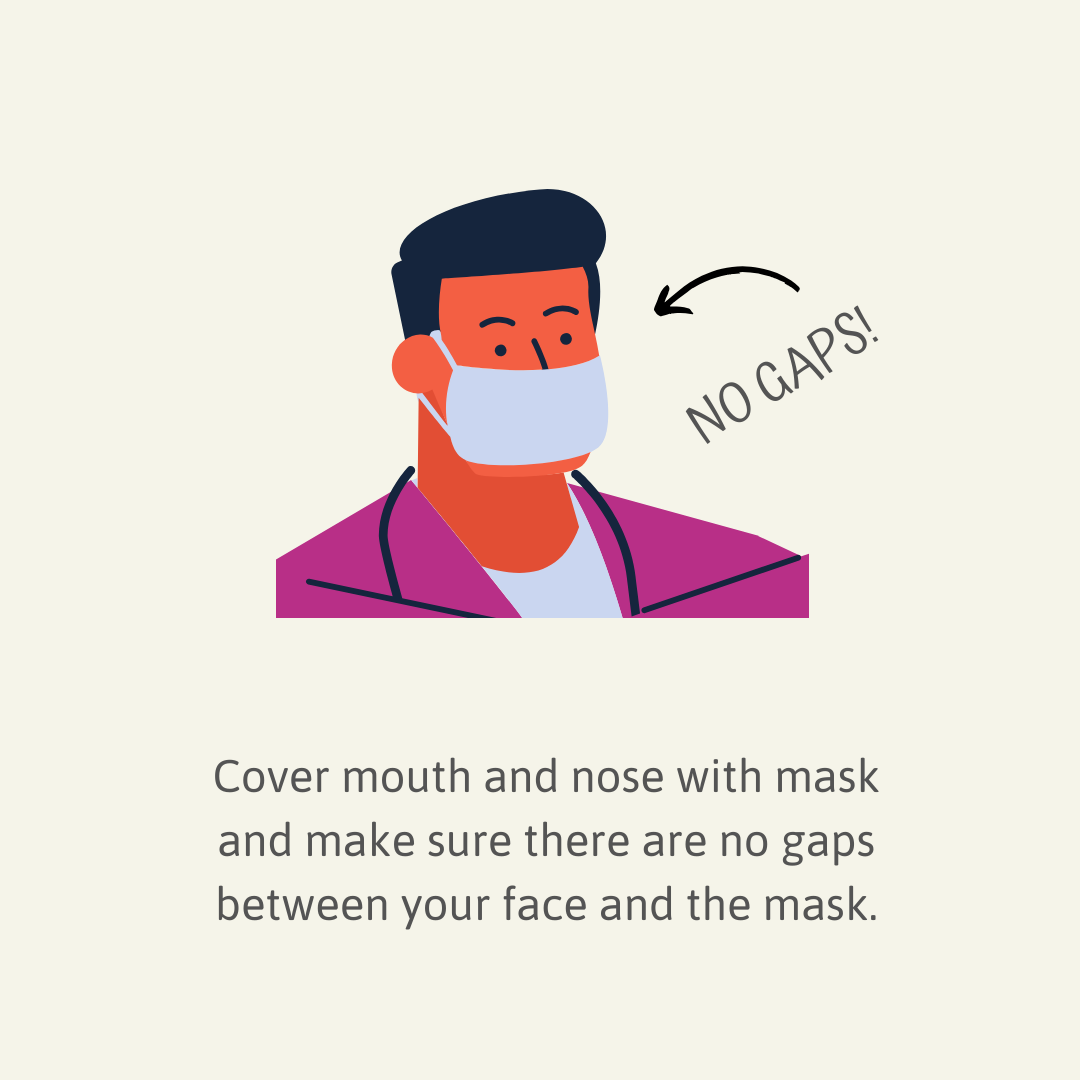 NO GAPS!
Cover mouth and nose with mask
and make sure there are no gaps
between your face and the mask.